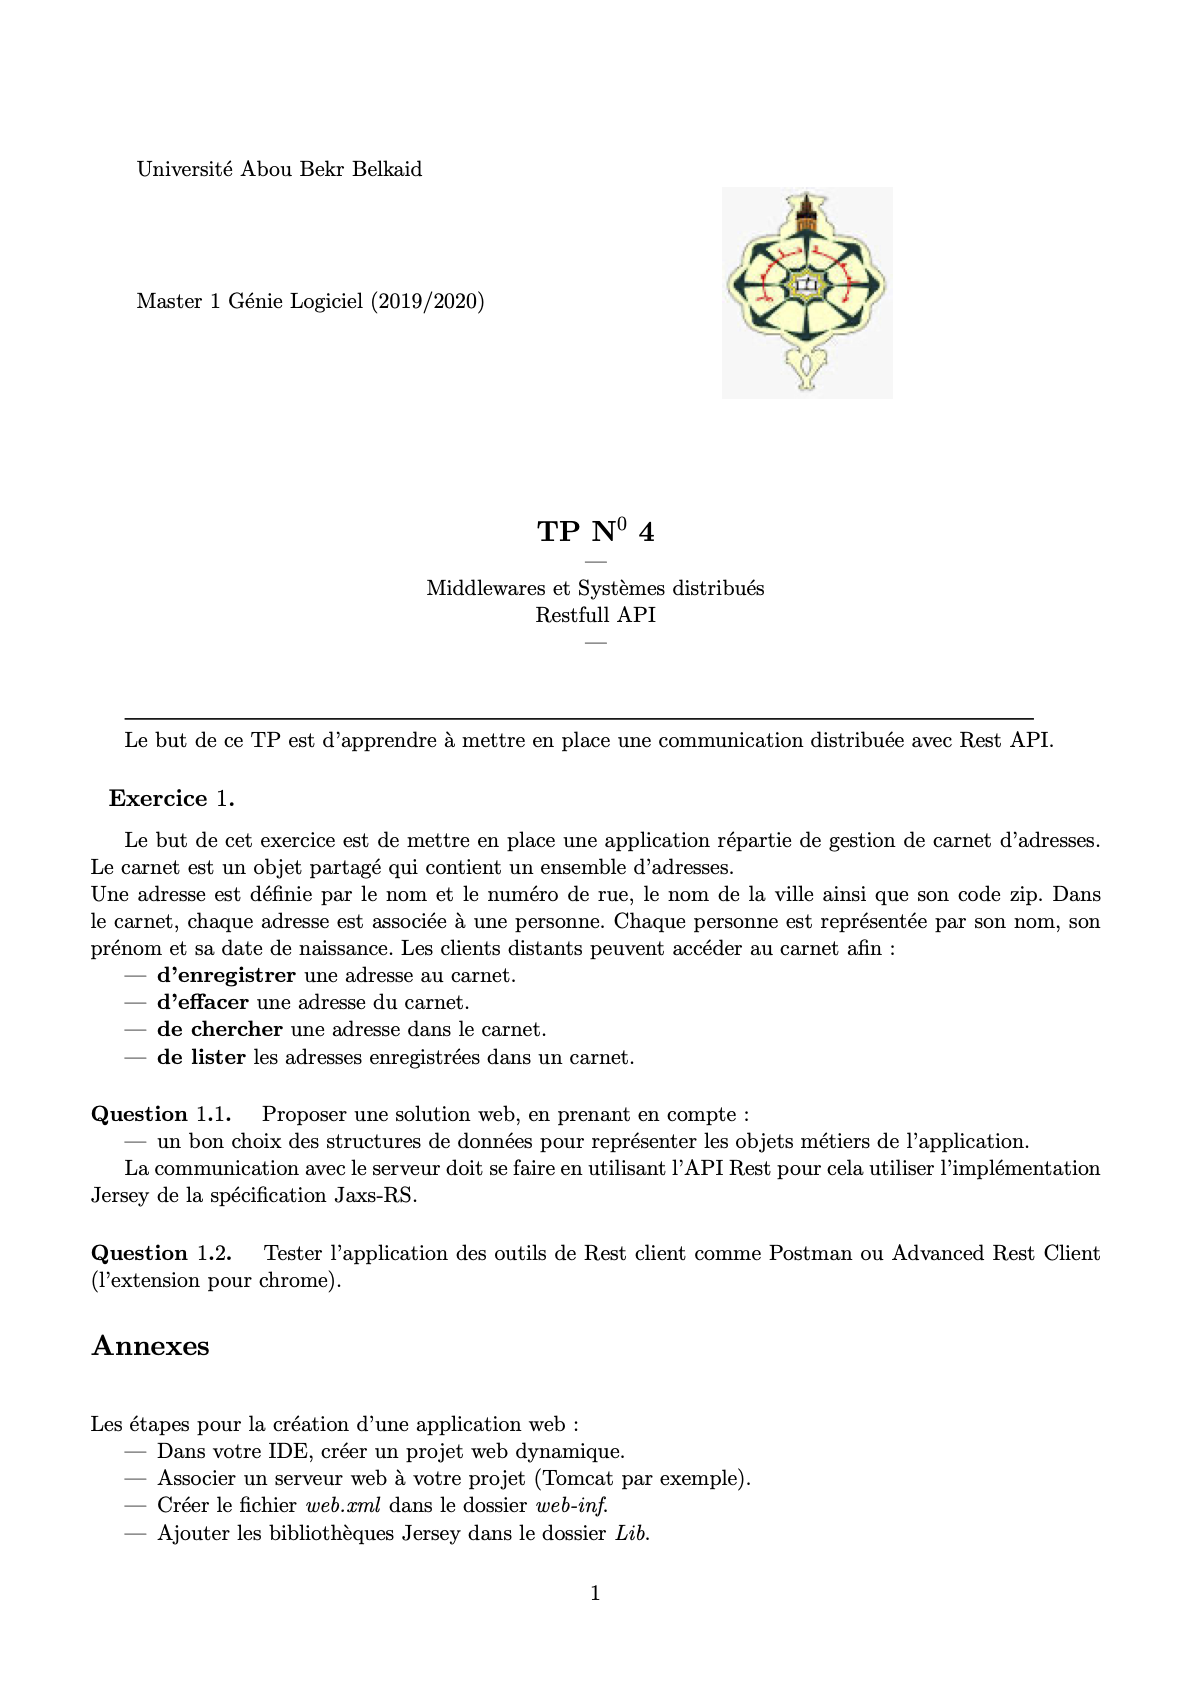 Université Abou Bekr Belkaid
Master 1 Génie Logiciel (2019/2020)
TP N⁰ 4
—
Middlewares et Systèmes distribués
Restfull API
—
Le but de ce TP est d'apprendre à mettre en place une communication distribuée avec Rest API.
Exercice 1.
Le but de cet exercice est de mettre en place une application répartie de gestion de carnet d'adresses.
Le carnet est un objet partagé qui contient un ensemble d'adresses.
Une adresse est définie par le nom et le numéro de rue, le nom de la ville ainsi que son code zip. Dans
le carnet, chaque adresse est associée à une personne. Chaque personne est représentée par son nom, son
prénom et sa date de naissance. Les clients distants peuvent accéder au carnet afin :
— d'enregistrer une adresse au carnet.
— d'effacer une adresse du carnet.
— de chercher une adresse dans le carnet.
— de lister les adresses enregistrées dans un carnet.
Question 1.1. Proposer une solution web, en prenant en compte :
— un bon choix des structures de données pour représenter les objets métiers de l'application.
La communication avec le serveur doit se faire en utilisant l'API Rest pour cela utiliser l'implémentation
Jersey de la spécification Jaxs-RS.
Question 1.2. Tester l'application des outils de Rest client comme Postman ou Advanced Rest Client
(l'extension pour chrome).
Annexes
Les étapes pour la création d'une application web :
— Dans votre IDE, créer un projet web dynamique.
— Associer un serveur web à votre projet (Tomcat par exemple).
— Créer le fichier web.xml dans le dossier web-inf.
— Ajouter les bibliothèques Jersey dans le dossier Lib.
1